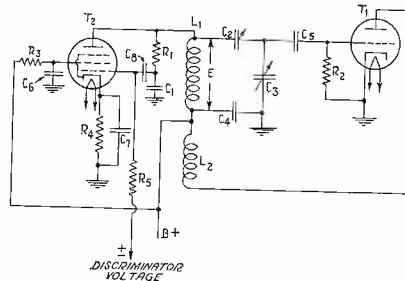 T2
L1
T1
R3
C8
R1
C2
C5
E
C3
R2
C6
C1
C4
R4
C7
R5
L2
B+
±
DISCRIMINATOR
VOLTAGE